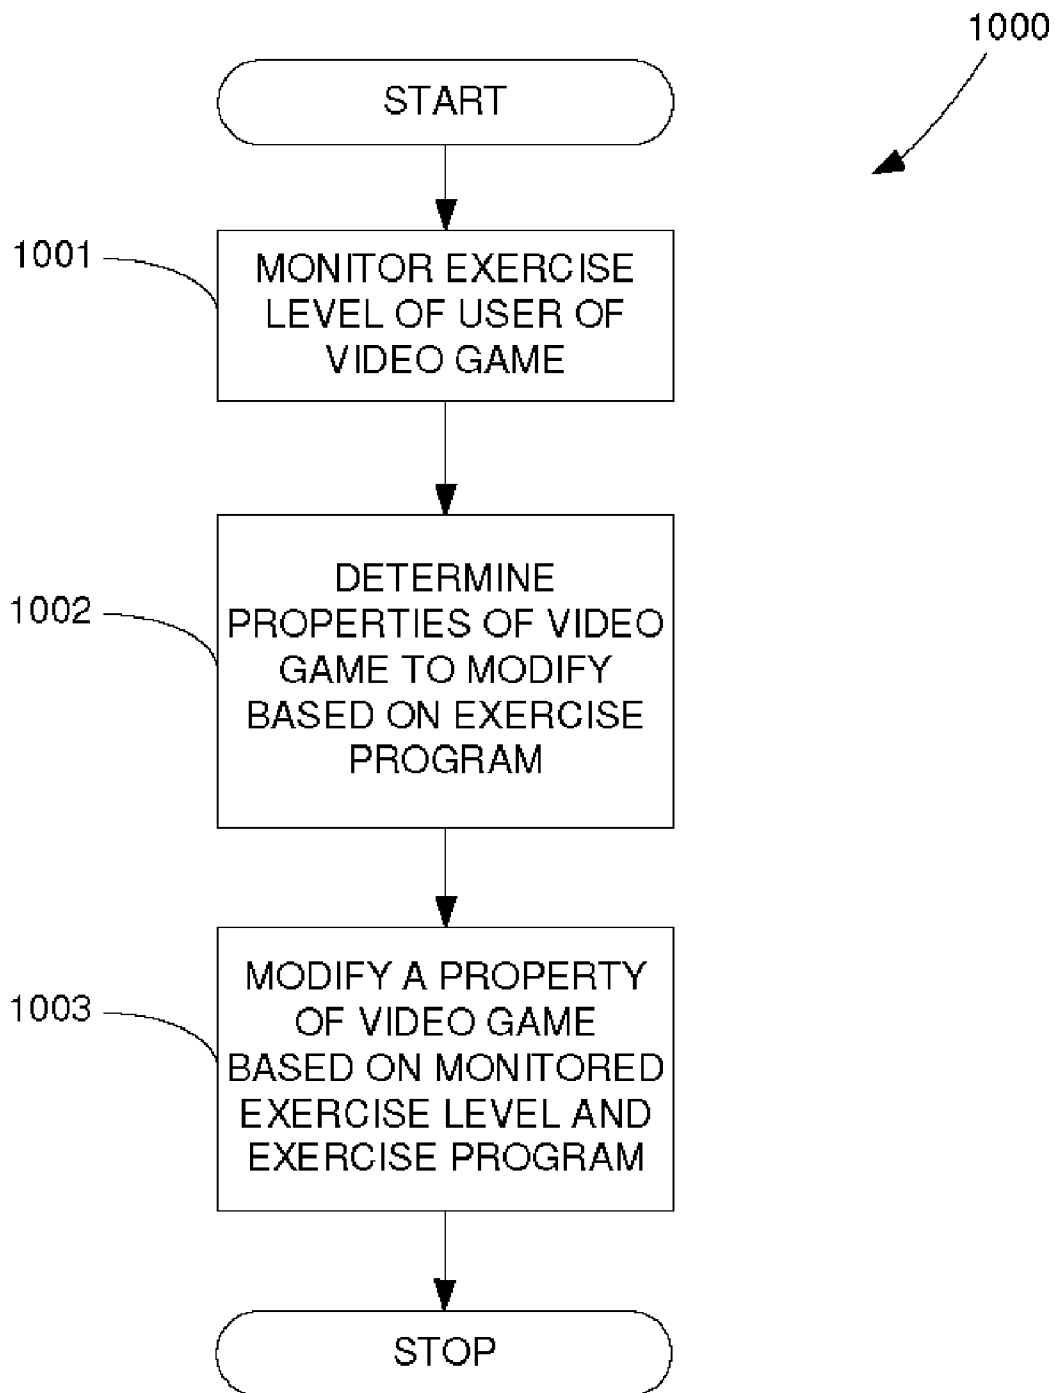 1000
START
1001
MONITOR EXERCISE
LEVEL OF USER OF
VIDEO GAME
1002
DETERMINE
PROPERTIES OF VIDEO
GAME TO MODIFY
BASED ON EXERCISE
PROGRAM
1003
MODIFY A PROPERTY
OF VIDEO GAME
BASED ON MONITORED
EXERCISE LEVEL AND
EXERCISE PROGRAM
STOP